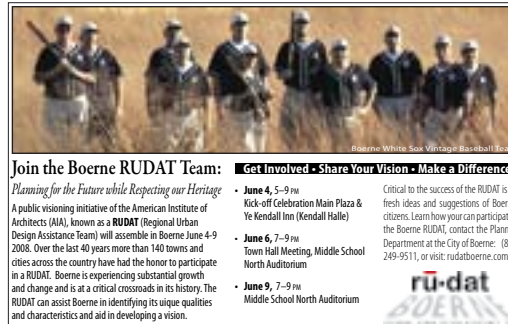 Boerne White Sox Vintage Baseball Tea
Join the Boerne RUDAT Team:
Planning for the Future while Respecting our Heritage
A public visioning initiative of the American Institute of
Architects (AIA), known as a RUDAT (Regional Urban
Design Assistance Team) will assemble in Boerne June 4-9
2008. Over the last 40 years more than 140 towns and
cities across the country have had the honor to participate
in a RUDAT. Boerne is experiencing substantial growth
and change and is at a critical crossroads in its history. The
RUDAT can assist Boerne in identifying its uique qualities
and characteristics and aid in developing a vision.
Get Involved • Share Your Vision • Make a Difference
• June 4, 5–9 PM
Kick-off Celebration Main Plaza &
Ye Kendall Inn (Kendall Halle)
• June 6, 7–9 PM
Town Hall Meeting, Middle School
North Auditorium
• June 9, 7–9 PM
Middle School North Auditorium
Critical to the success of the RUDAT is
fresh ideas and suggestions of Boer
citizens. Learn how your can participat
the Boerne RUDAT, contact the Plann
Department at the City of Boerne: (8
249-9511, or visit: rudatboerne.com
rū-dat
BOERNE